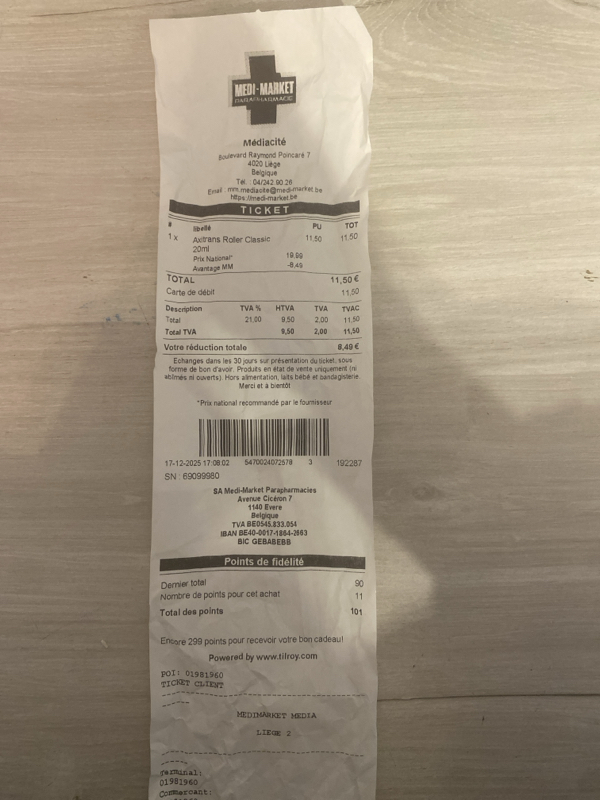 MEDI-MARKET
PARAPHARMACIE
Médiacité
Boulevard Raymond Poincaré 7
4020 Liège
Belgique
Tél : 04/242.90.26
Email : mm.mediacite@medi-market.be
https://medi-market.be
TICKET
# libellé PU TOT
1 x Axitrans Roller Classic 11,50 11,50
20ml
Prix National* 19,99
Avantage MM -8,49
TOTAL 11,50 €
Carte de débit 11,50
Description TVA % HTVA TVA TVAC
Total 21,00 9,50 2,00 11,50
Total TVA 9,50 2,00 11,50
Votre réduction totale 8,49 €
Echanges dans les 30 jours sur présentation du ticket, sous
forme de bon d'avoir. Produits en état de vente uniquement (ni
abîmés ni ouverts). Hors alimentation, laits bébé et bandagisterie.
Merci et à bientôt
*Prix national recommandé par le fournisseur
17-12-2025 17:08:02 5470024072578 3 192287
SN : 69099980
SA Medi-Market Parapharmacies
Avenue Cicéron 7
1140 Evere
Belgique
TVA BE0545.833.054
IBAN BE40-0017-1864-2663
BIC GEBABEBB
Points de fidélité
Dernier total 90
Nombre de points pour cet achat 11
Total des points 101
Encore 299 points pour recevoir votre bon cadeau!
Powered by www.tilroy.com
POI: 01981960
TICKET CLIENT
MEDIMARKET MEDIA
LIEGE 2
Terminal:
01981960
Commercant: